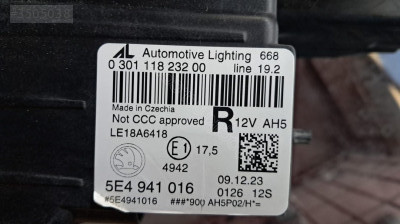 AL Automotive Lighting 668
0 301 118 232 00 line 19.2
Made in Czechia
Not CCC approved R 12V AH5
LE18A6418
E1 17,5
4942
5E4 941 016 09.12.23
0126 12S
#5E4941016 ###*900 AH5P02/H*=